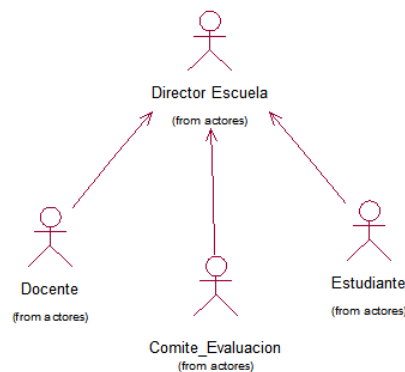 Director Escuela
(from actores)
Docente
(from actores)
Comite_Evaluacion
(from actores)
Estudiante
(from actores)